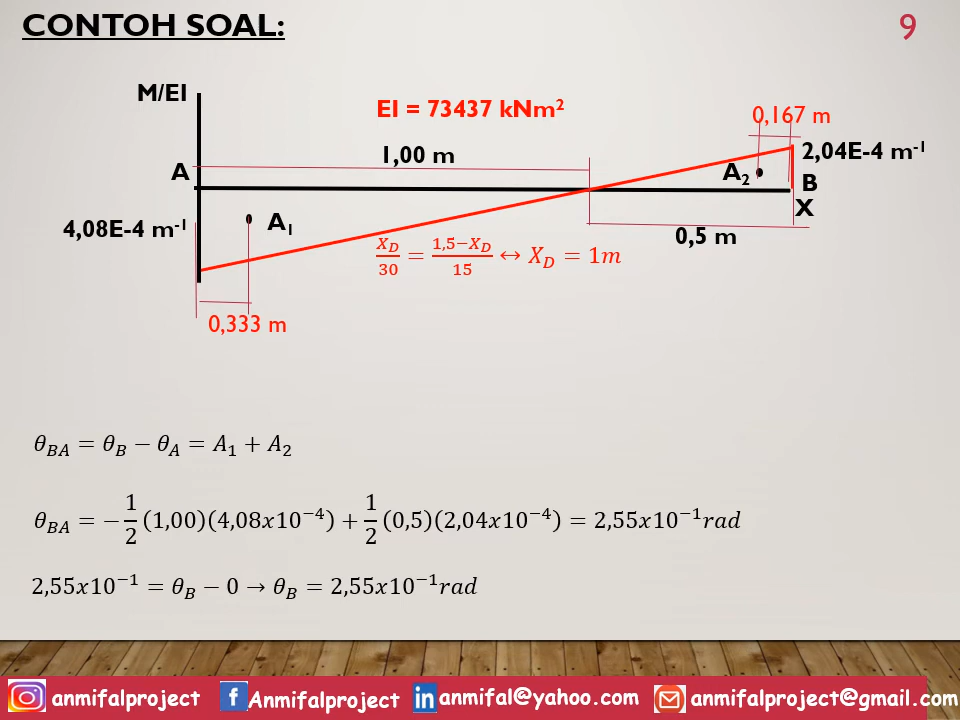 CONTOH SOAL:
9
M/EI
EI = 73437 kNm²
0,167 m
1,00 m
2,04E-4 m⁻¹
A
A₂
B
X
4,08E-4 m⁻¹
A₁
0,5 m
X_D/30 = 1,5−X_D/15 ↔ X_D = 1m
0,333 m
θ_BA = θ_B − θ_A = A₁ + A₂
θ_BA = −1/2 (1,00)(4,08x10⁻⁴) + 1/2 (0,5)(2,04x10⁻⁴) = 2,55x10⁻¹rad
2,55x10⁻¹ = θ_B − 0 → θ_B = 2,55x10⁻¹rad
anmifalproject
Anmifalproject
anmifal@yahoo.com
anmifalproject@gmail.com